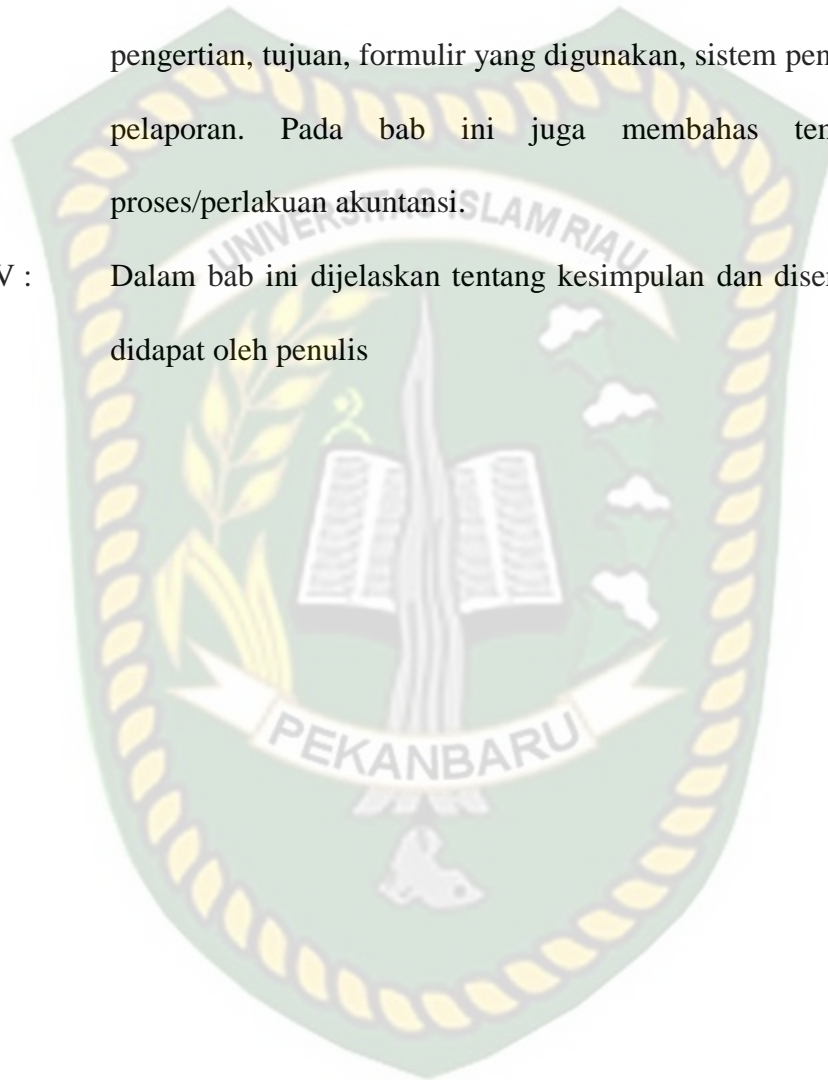 pengertian, tujuan, formulir yang digunakan, sistem pen
pelaporan. Pada bab ini juga membahas ten
proses/perlakuan akuntansi.
UNIVERSITAS ISLAM RIAU
V : Dalam bab ini dijelaskan tentang kesimpulan dan diser
didapat oleh penulis
PEKANBARU